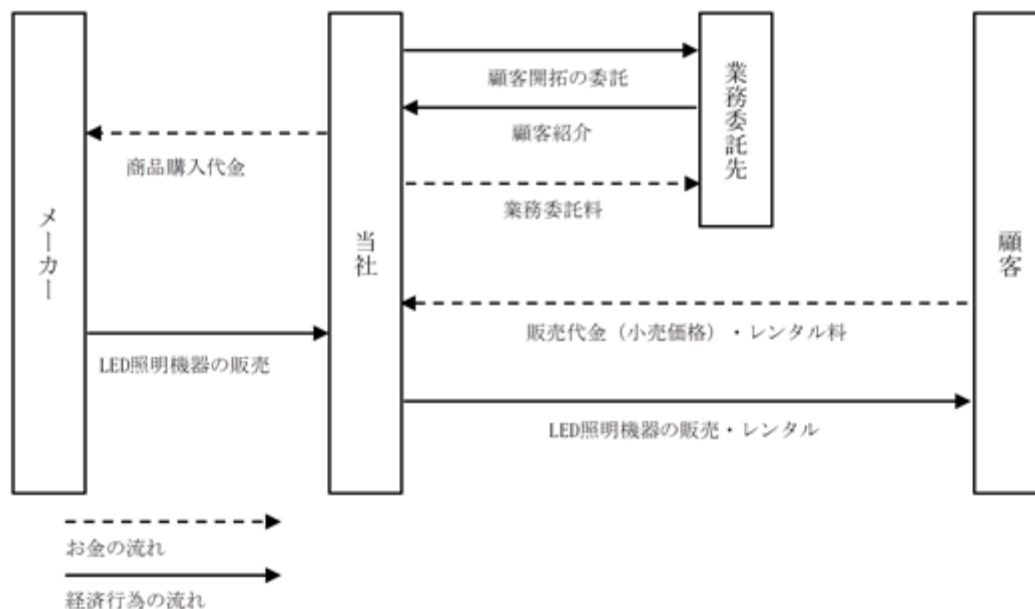 顧客開拓の委託
顧客紹介
商品購入代金
業務委託料
業務委託先
メーカー
当社
顧客
販売代金（小売価格）・レンタル料
LED照明機器の販売
LED照明機器の販売・レンタル
お金の流れ
経済行為の流れ